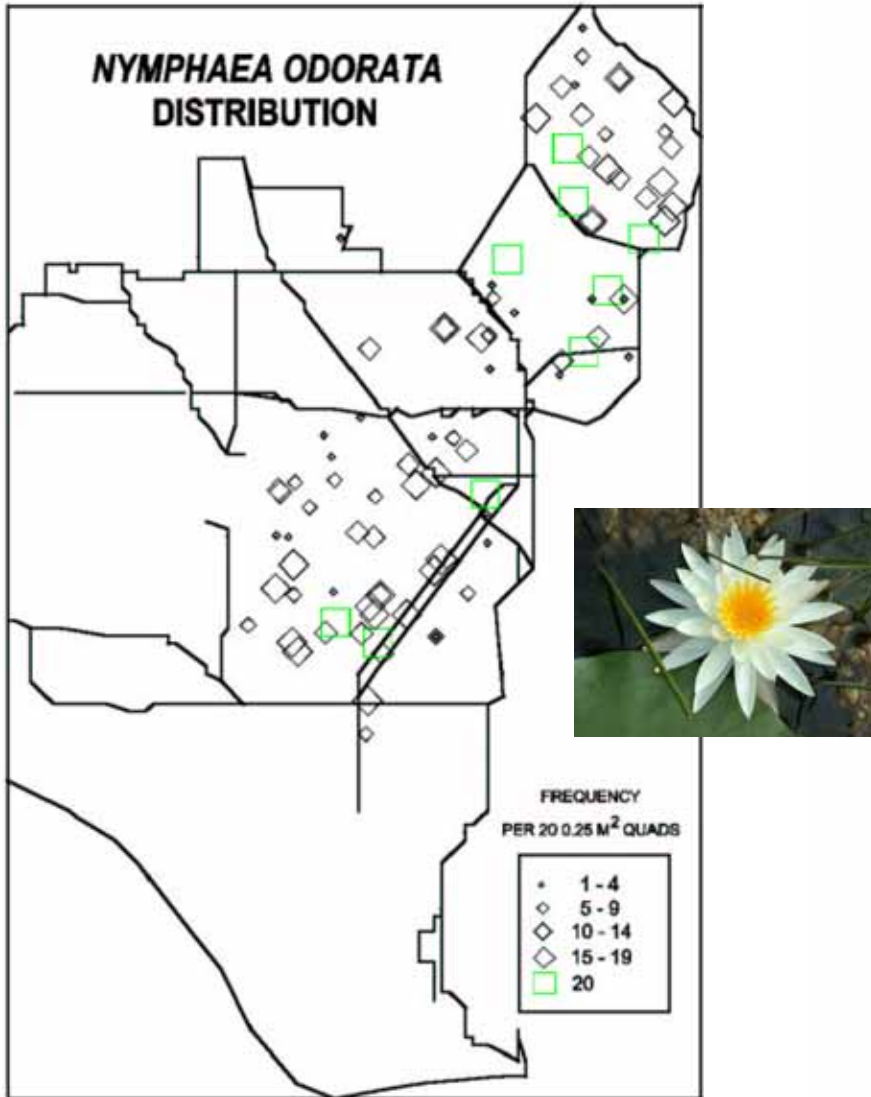 NYMPHAEA ODORATA
DISTRIBUTION
FREQUENCY
PER 20 0.25 M² QUADS
1 - 4
5 - 9
10 - 14
15 - 19
20